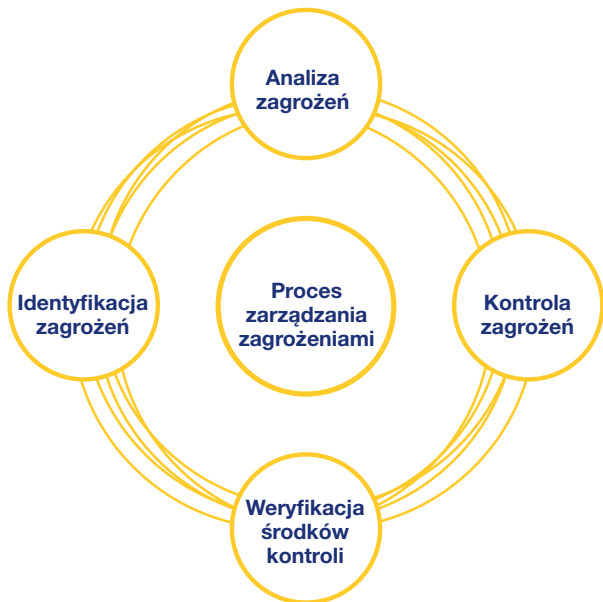 Analiza
zagrożeń
Identyfikacja
zagrożeń
Proces
zarządzania
zagrożeniami
Kontrola
zagrożeń
Weryfikacja
środków
kontroli